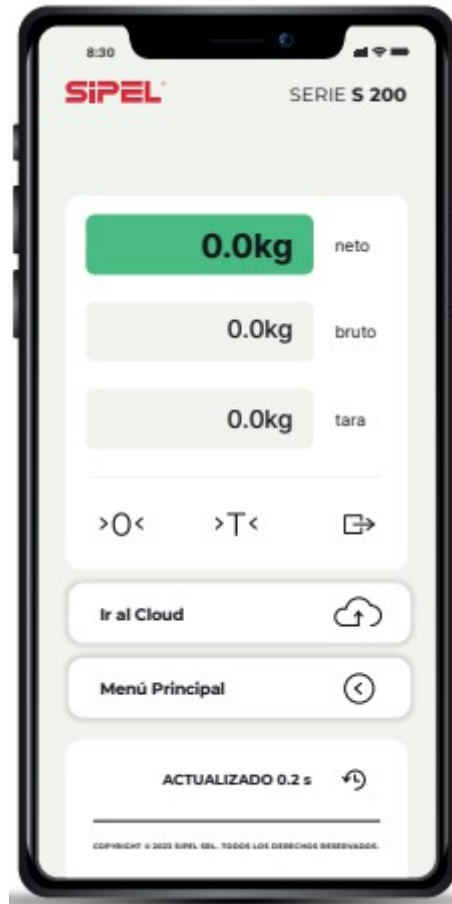 8:30
SiPEL
SERIE S 200
0.0kg neto
0.0kg bruto
0.0kg tara
>O< >T<
Ir al Cloud
Menú Principal
ACTUALIZADO 0.2 s
COPYRIGHT © 2023 SIPEL SRL. TODOS LOS DERECHOS RESERVADOS.